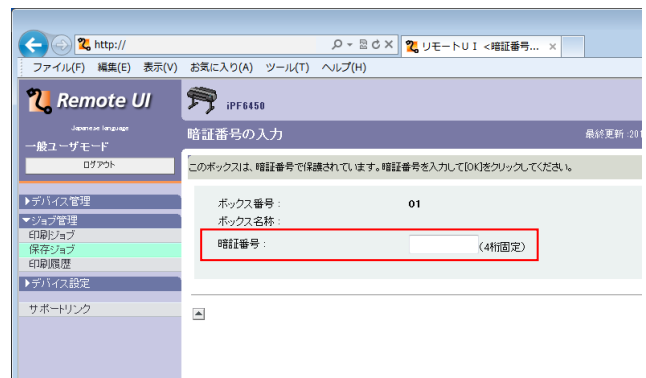 http://
リモートUI <暗証番号...
ファイル(F) 編集(E) 表示(V) お気に入り(A) ツール(T) ヘルプ(H)
Remote UI
iPF6450
Japanese language
一般ユーザモード
ログアウト
暗証番号の入力
最終更新 :201
このボックスは、暗証番号で保護されています。暗証番号を入力して[OK]をクリックしてください。
▶デバイス管理
▼ジョブ管理
印刷ジョブ
保存ジョブ
印刷履歴
▶デバイス設定
サポートリンク
ボックス番号 : 01
ボックス名称 :
暗証番号 : (4桁固定)